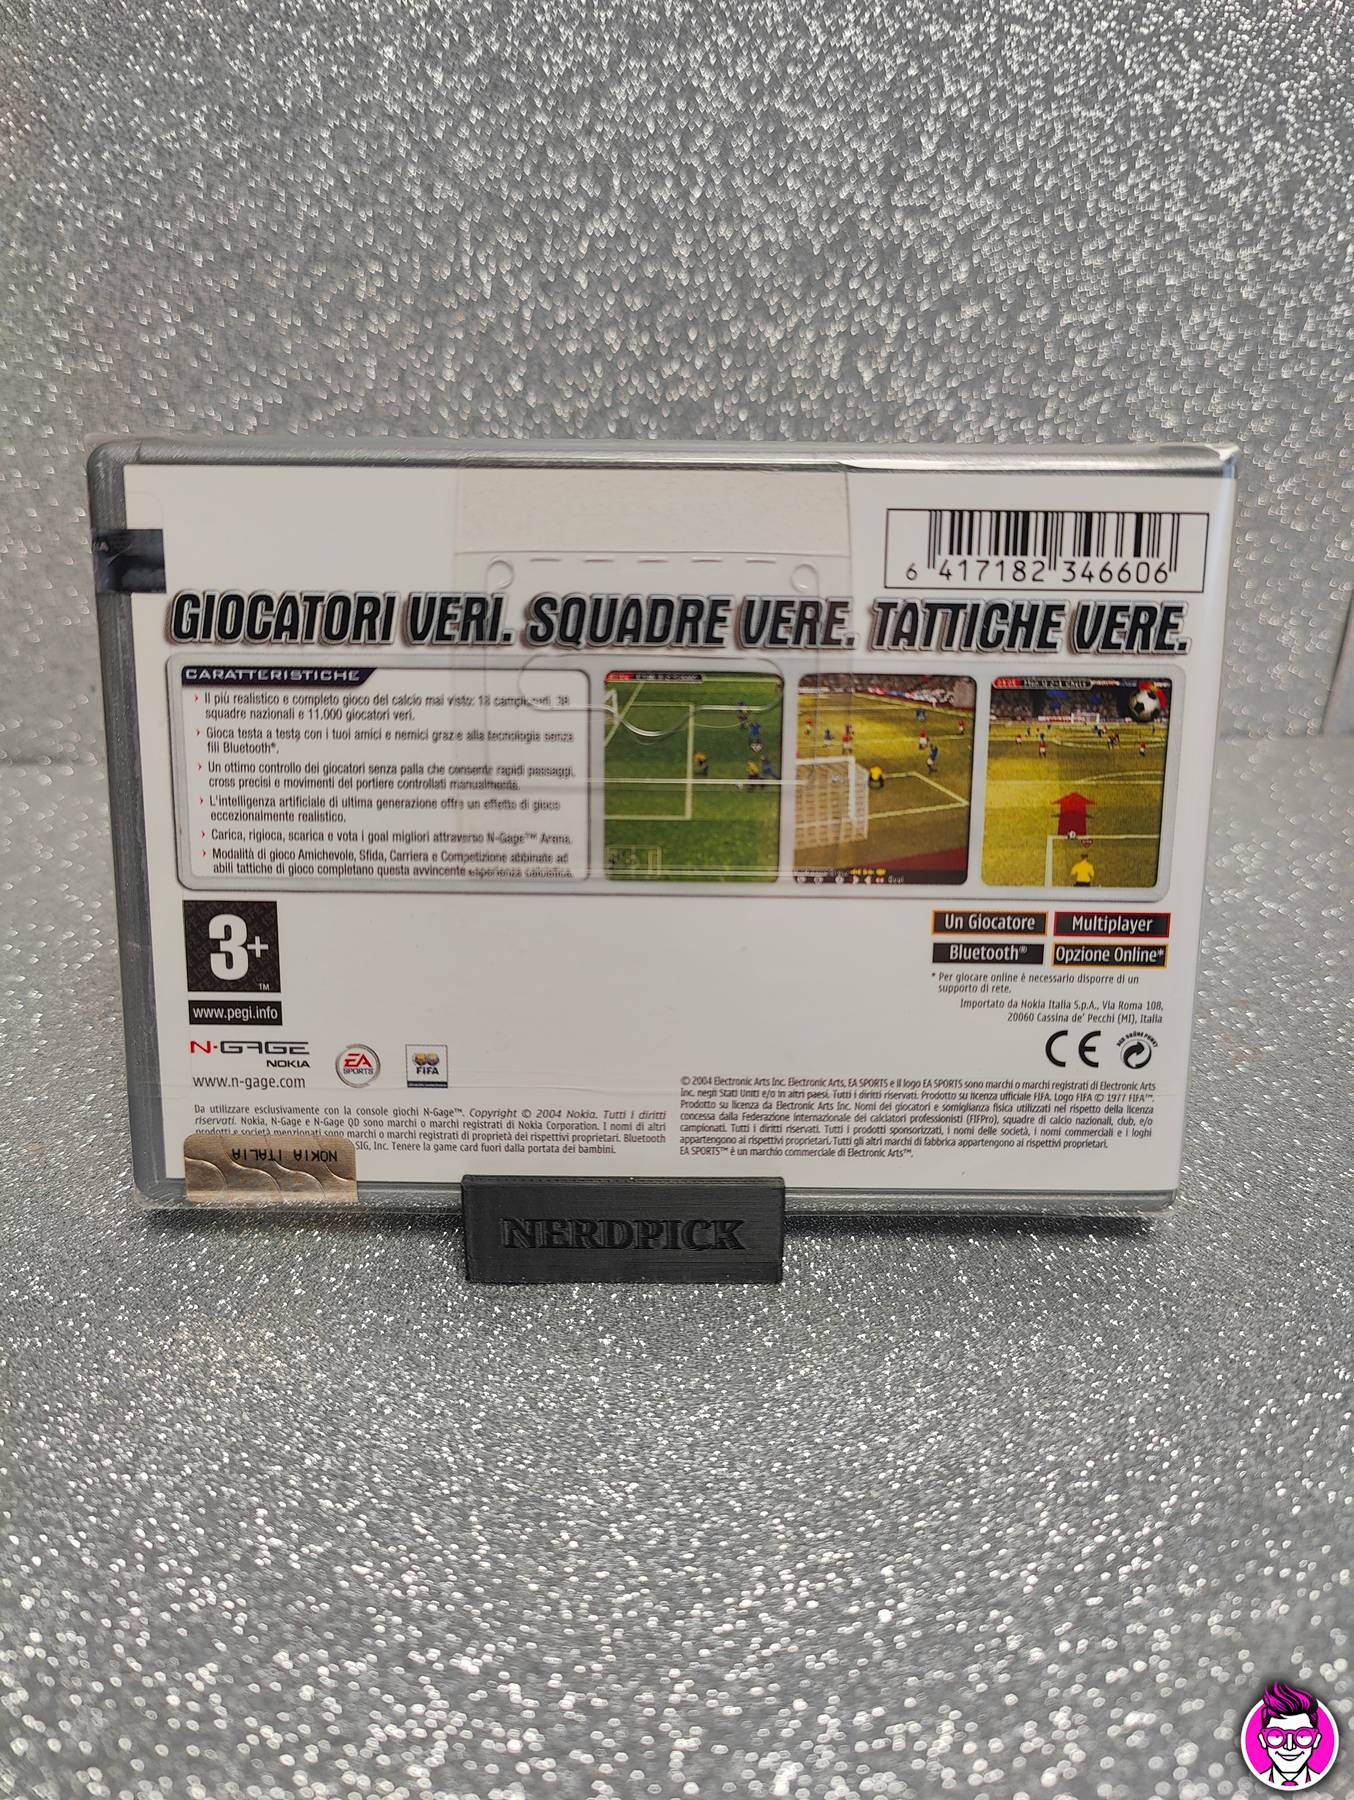 6 417182 346606
GIOCATORI VERI. SQUADRE VERE. TATTICHE VERE.
CARATTERISTICHE
› Il più realistico e completo gioco del calcio mai visto: 18 campionati, 39
squadre nazionali e 11.000 giocatori veri.
› Gioca testa a testa con i tuoi amici e nemici grazie alla tecnologia senza
fili Bluetooth®.
› Un ottimo controllo dei giocatori senza palla che consente rapidi passaggi,
cross precisi e movimenti del portiere controllati manualmente.
› L'intelligenza artificiale di ultima generazione offre un effetto di gioco
eccezionalmente realistico.
› Carica, rigioca, scarica e vota i goal migliori attraverso N-Gage™ Arena.
› Modalità di gioco Amichevole, Sfida, Carriera e Competizione abbinate ad
abili tattiche di gioco completano questa avvincente esperienza calcistica.
3+
™
www.pegi.info
N-GAGE
NOKIA
www.n-gage.com
EA
SPORTS
FIFA
Un Giocatore
Multiplayer
Bluetooth®
Opzione Online*
* Per giocare online è necessario disporre di un
supporto di rete.
Importato da Nokia Italia S.p.A., Via Roma 108,
20060 Cassina de' Pecchi (MI), Italia
CE
Da utilizzare esclusivamente con la console giochi N-Gage™. Copyright © 2004 Nokia. Tutti i diritti
riservati. Nokia, N-Gage e N-Gage QD sono marchi o marchi registrati di Nokia Corporation. I nomi di altri
prodotti e società menzionati sono marchi o marchi registrati di proprietà dei rispettivi proprietari. Bluetooth
SIG, Inc. Tenere la game card fuori dalla portata dei bambini.
NOKIA ITALIA
© 2004 Electronic Arts Inc. Electronic Arts, EA SPORTS e il logo EA SPORTS sono marchi o marchi registrati di Electronic Arts
Inc. negli Stati Uniti e/o in altri paesi. Tutti i diritti riservati. Prodotto su licenza ufficiale FIFA. Logo FIFA © 1977 FIFA™.
Prodotto su licenza da Electronic Arts Inc. Nomi dei giocatori e somiglianza fisica utilizzati nel rispetto della licenza
concessa dalla Federazione internazionale dei calciatori professionisti (FIFPro), squadre di calcio nazionali, club, e/o
campionati. Tutti i diritti riservati. Tutti i prodotti sponsorizzati, i nomi delle società, i nomi commerciali e i loghi
appartengono ai rispettivi proprietari. Tutti gli altri marchi di fabbrica appartengono ai rispettivi proprietari.
EA SPORTS™ è un marchio commerciale di Electronic Arts™.
NERDPICK